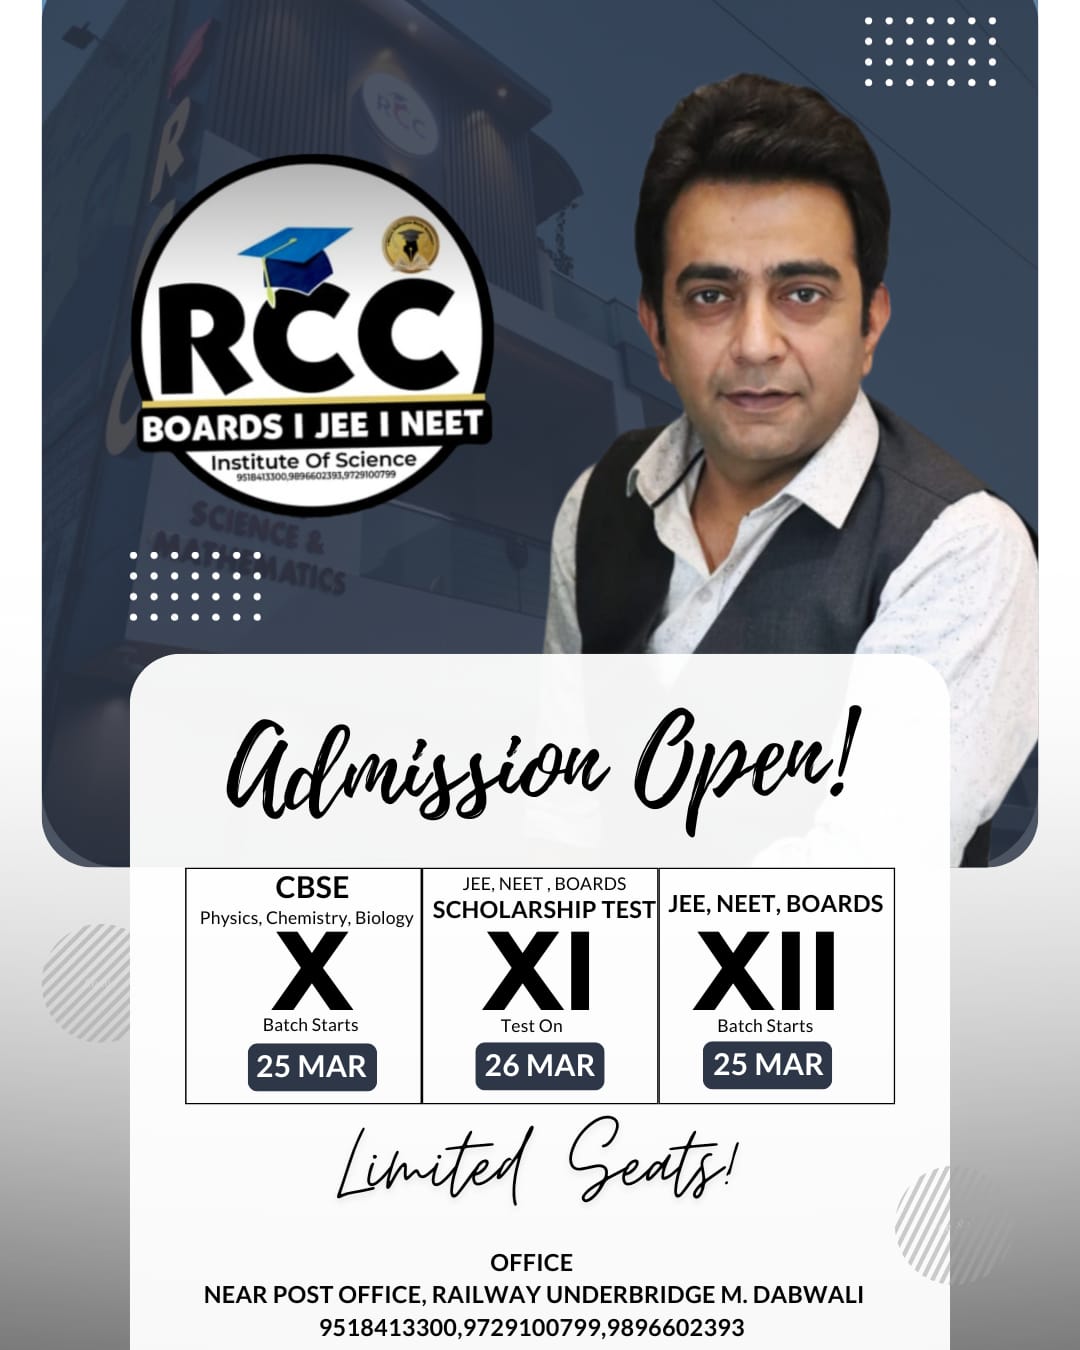 RCC
RCC
BOARDS I JEE I NEET
Institute Of Science
9518413300,9896602393,9729100799
SCIENCE &
MATHEMATICS
Admission Open!
CBSE
Physics, Chemistry, Biology
X
Batch Starts
25 MAR
JEE, NEET , BOARDS
SCHOLARSHIP TEST
XI
Test On
26 MAR
JEE, NEET, BOARDS
XII
Batch Starts
25 MAR
Limited Seats!
OFFICE
NEAR POST OFFICE, RAILWAY UNDERBRIDGE M. DABWALI
9518413300,9729100799,9896602393